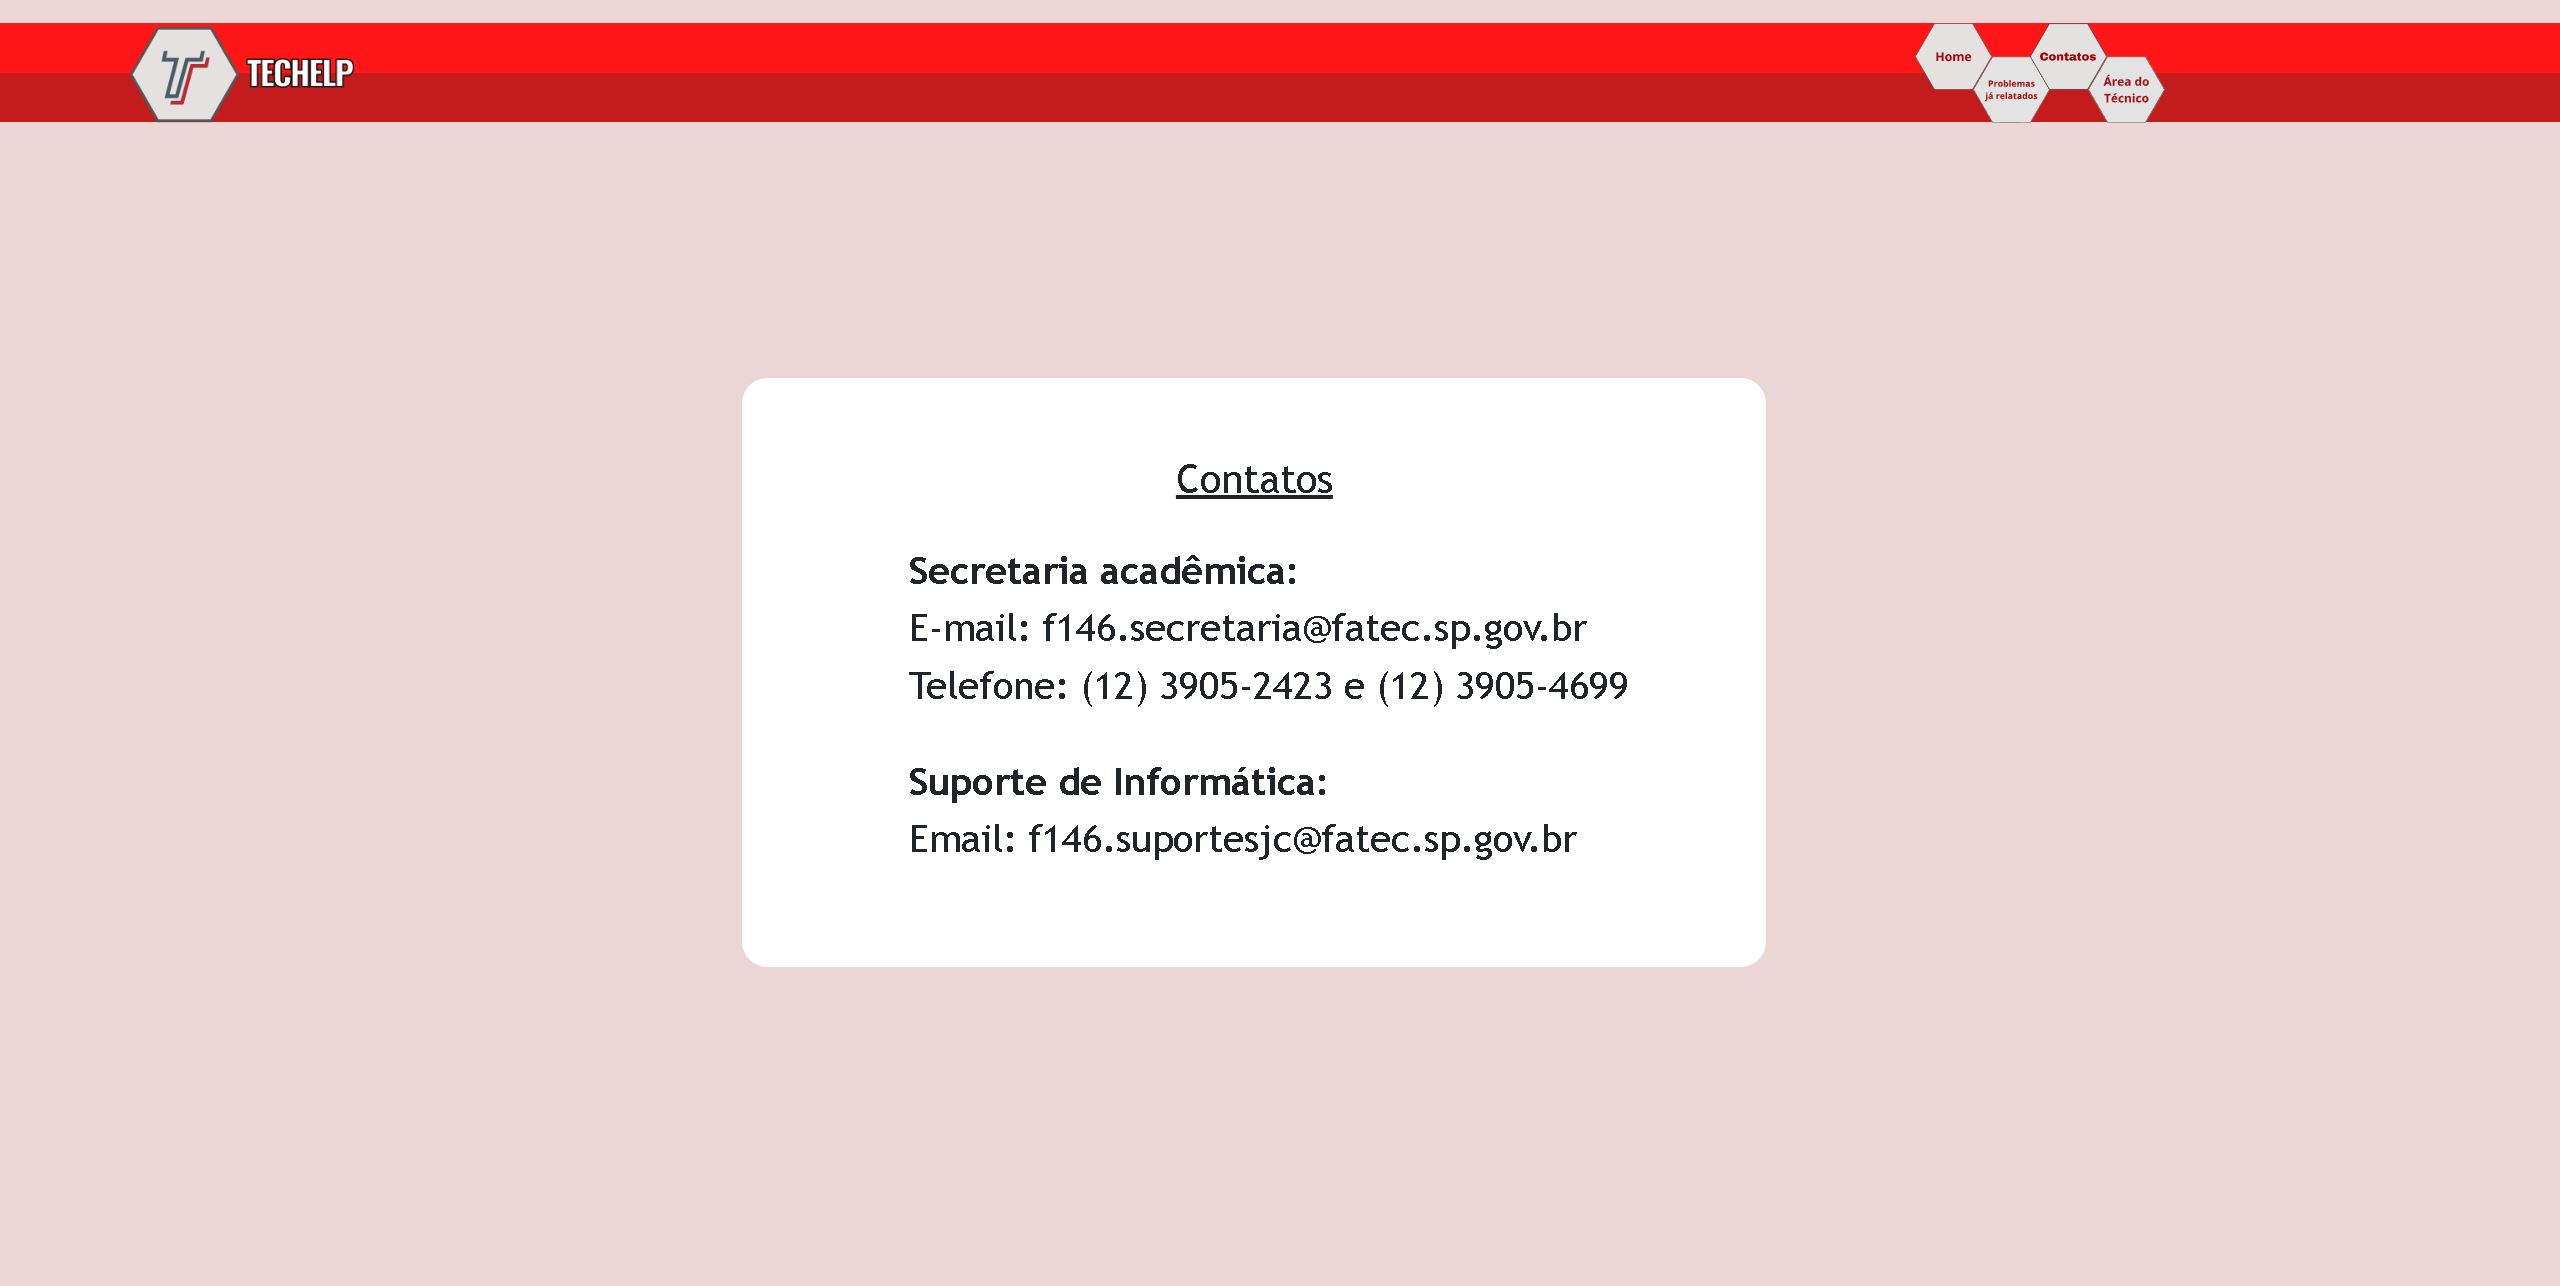 TECHELP
Home
Problemas
já relatados
Contatos
Área do
Técnico
Contatos
Secretaria acadêmica:
E-mail: f146.secretaria@fatec.sp.gov.br
Telefone: (12) 3905-2423 e (12) 3905-4699
Suporte de Informática:
Email: f146.suportesjc@fatec.sp.gov.br